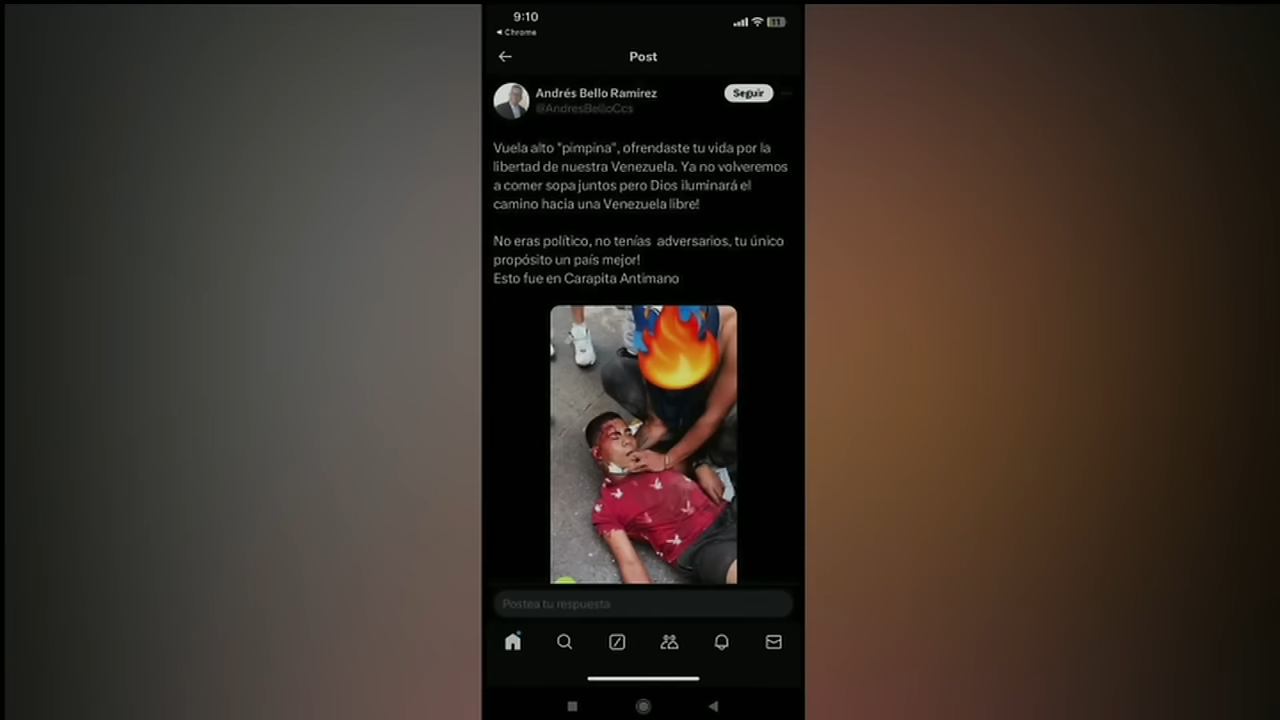 9:10
11
◀ Chrome
Post
Andrés Bello Ramirez
Seguir
@AndresBelloCcs
Vuela alto "pimpina", ofrendaste tu vida por la
libertad de nuestra Venezuela. Ya no volveremos
a comer sopa juntos pero Dios iluminará el
camino hacia una Venezuela libre!
No eras político, no tenías adversarios, tu único
propósito un país mejor!
Esto fue en Carapita Antimano
Postea tu respuesta